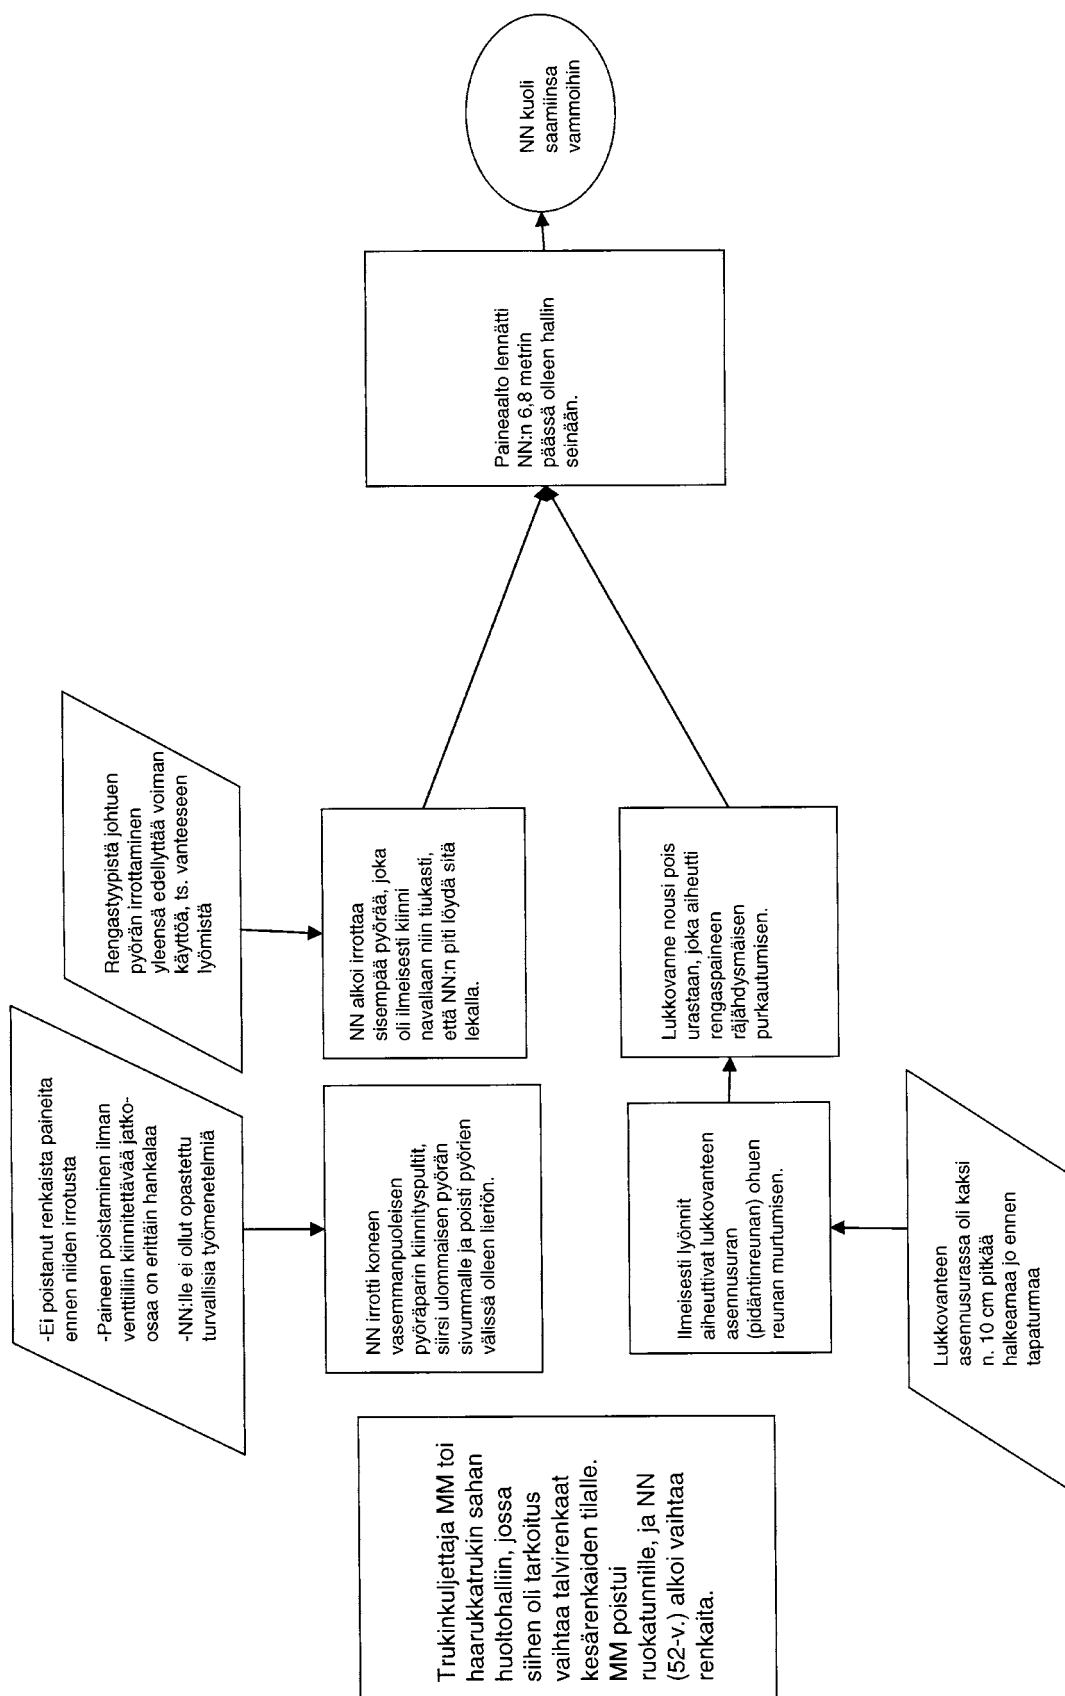 Trukinkuljettaja MM toi
haarukkatrukin sahan
huoltohalliin, jossa
siihen oli tarkoitus
vaihtaa talvirenkaat
kesärenkaiden tilalle.
MM poistui
ruokatunnille, ja NN
(52-v.) alkoi vaihtaa
renkaita.
-Ei poistanut renkaista paineita
ennen niiden irrotusta
-Paineen poistaminen ilman
venttiiliin kiinnitettävää jatko-
osaa on erittäin hankalaa
-NN:lle ei ollut opastettu
turvallisia työmenetelmiä
NN irrotti koneen
vasemmanpuoleisen
pyöräparin kiinnityspultit,
siirsi ulommaisen pyörän
sivummalle ja poisti pyörien
välissä olleen lieriön.
Rengastyypistä johtuen
pyörän irrottaminen
yleensä edellyttää voiman
käyttöä, ts. vanteeseen
lyömistä
NN alkoi irrottaa
sisempää pyörää, joka
oli ilmeisesti kiinni
navallaan niin tiukasti,
että NN:n piti löydä sitä
lekalla.
Ilmeisesti lyönnit
aiheuttivat lukkovanteen
asennusuran
(pidäntinreunan) ohuen
reunan murtumisen.
Lukkovanteen
asennusurassa oli kaksi
n. 10 cm pitkää
halkeamaa jo ennen
tapaturmaa
Lukkovanne nousi pois
urastaan, joka aiheutti
rengaspaineen
räjähdysmäisen
purkautumisen.
Paineaalto lennätti
NN:n 6,8 metrin
päässä olleen hallin
seinään.
NN kuoli
saamiinsa
vammoihin